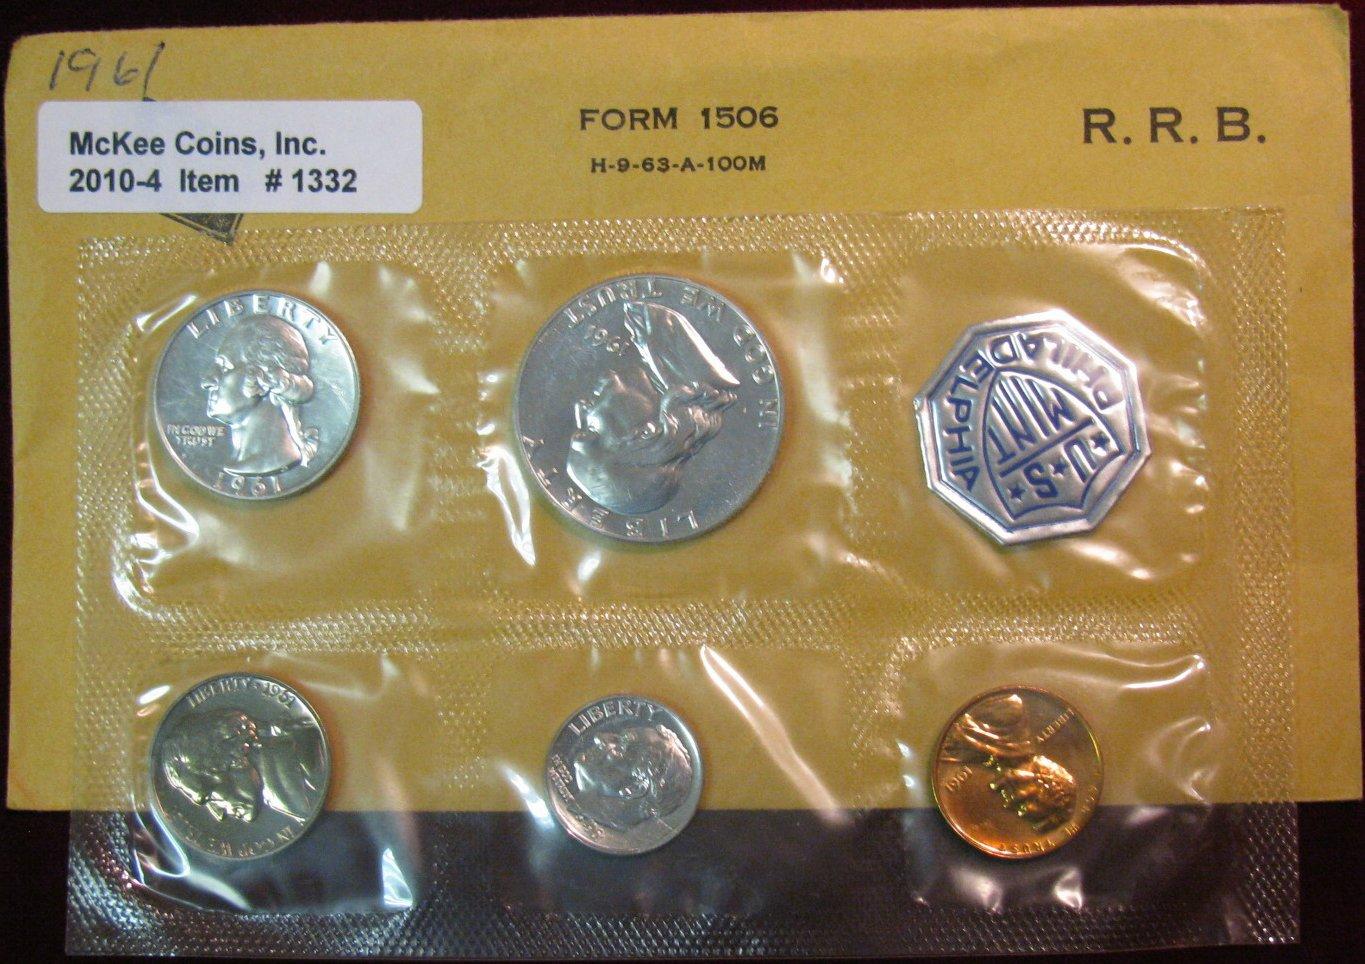 1961
McKee Coins, Inc.
2010-4 Item # 1332
FORM 1506
H-9-63-A-100M
R. R. B.
LIBERTY
IN GOD WE
TRUST
1961
IN GOD WE TRUST
1961
LIBERTY
PHILADELPHIA
U.S.
MINT
LIBERTY 1961
LIBERTY
LIBERTY
1961
TRUST